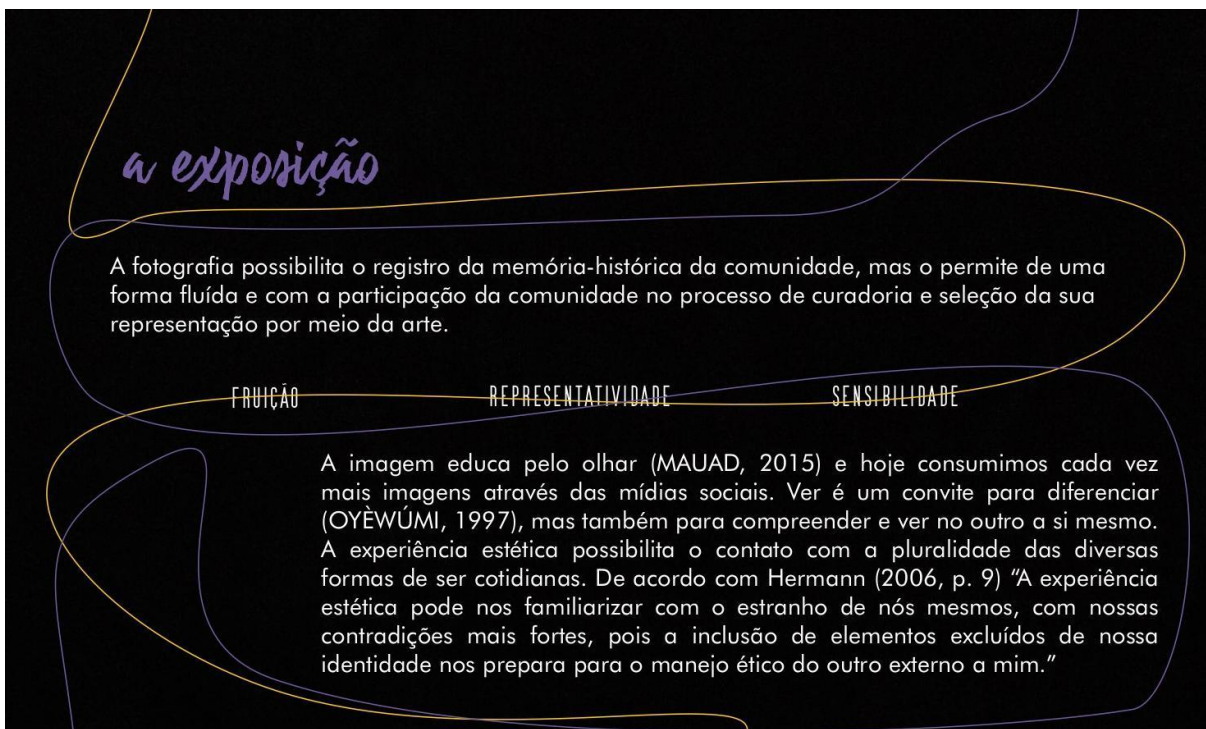 a exposição
A fotografia possibilita o registro da memória-histórica da comunidade, mas o permite de uma
forma fluída e com a participação da comunidade no processo de curadoria e seleção da sua
representação por meio da arte.
FRUIÇÃO REPRESENTATIVIDADE SENSIBILIDADE
A imagem educa pelo olhar (MAUAD, 2015) e hoje consumimos cada vez
mais imagens através das mídias sociais. Ver é um convite para diferenciar
(OYÈWÚMI, 1997), mas também para compreender e ver no outro a si mesmo.
A experiência estética possibilita o contato com a pluralidade das diversas
formas de ser cotidianas. De acordo com Hermann (2006, p. 9) “A experiência
estética pode nos familiarizar com o estranho de nós mesmos, com nossas
contradições mais fortes, pois a inclusão de elementos excluídos de nossa
identidade nos prepara para o manejo ético do outro externo a mim.”